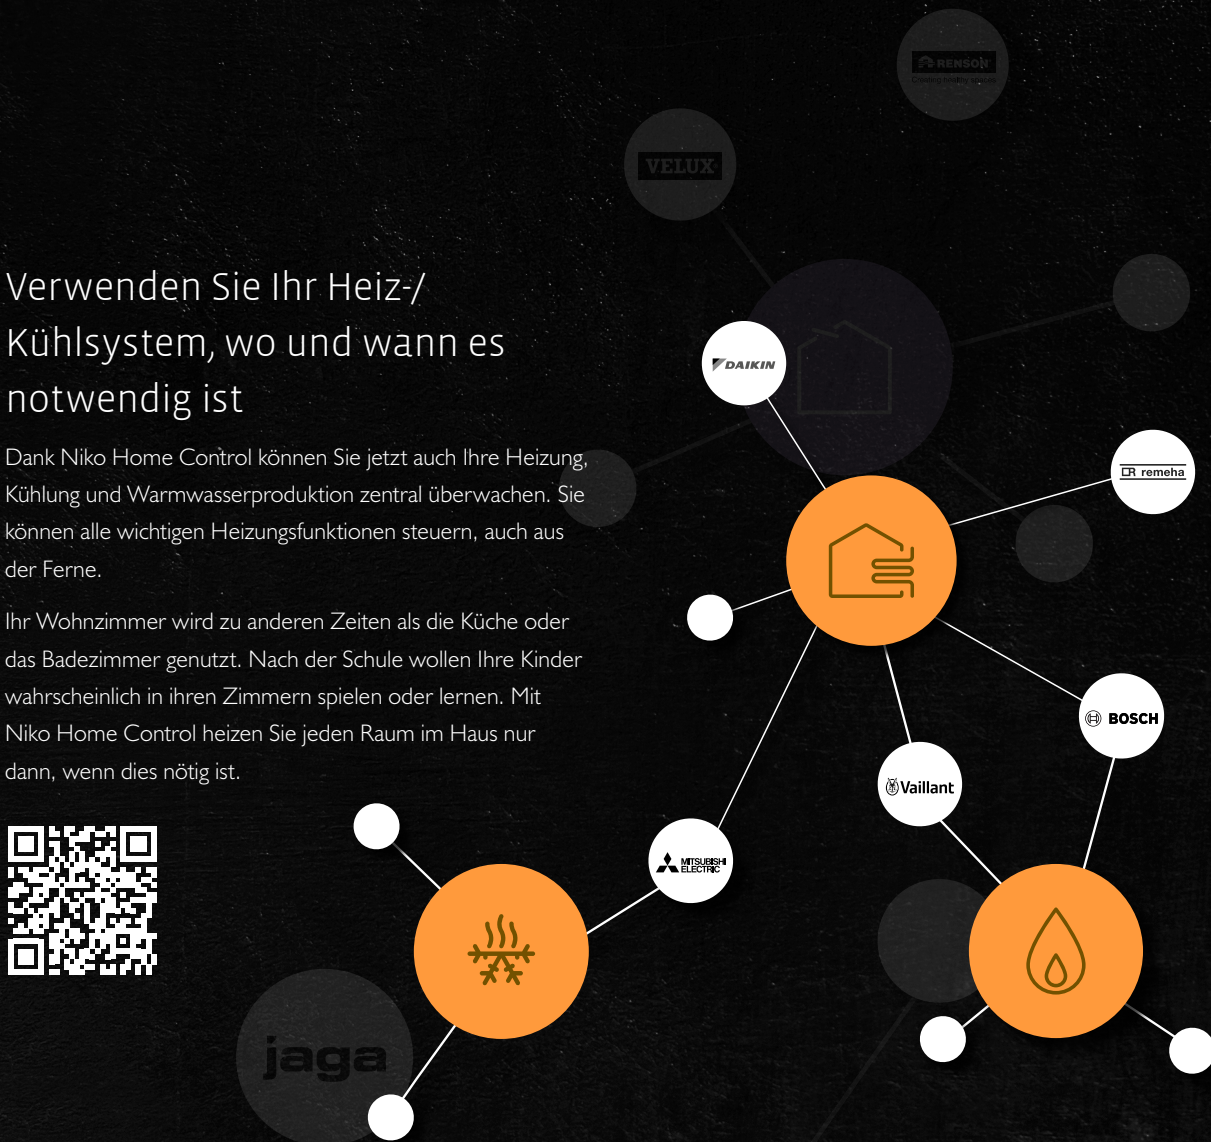 RENSON
Creating healthy spaces
VELUX
Verwenden Sie Ihr Heiz-/
Kühlsystem, wo und wann es
notwendig ist
DAIKIN
Dank Niko Home Control können Sie jetzt auch Ihre Heizung,
Kühlung und Warmwasserproduktion zentral überwachen. Sie
können alle wichtigen Heizungsfunktionen steuern, auch aus
der Ferne.
remeha
Ihr Wohnzimmer wird zu anderen Zeiten als die Küche oder
das Badezimmer genutzt. Nach der Schule wollen Ihre Kinder
wahrscheinlich in ihren Zimmern spielen oder lernen. Mit
Niko Home Control heizen Sie jeden Raum im Haus nur
dann, wenn dies nötig ist.
BOSCH
Vaillant
MITSUBISHI
ELECTRIC
jaga